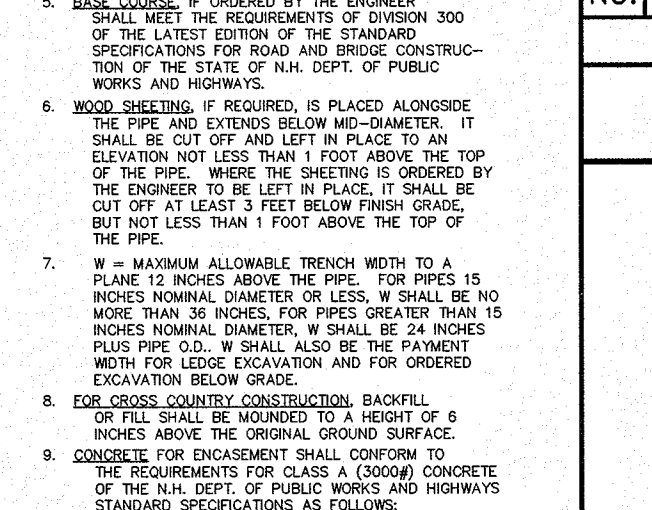 5. BASE COURSE, IF ORDERED BY THE ENGINEER
SHALL MEET THE REQUIREMENTS OF DIVISION 300
OF THE LATEST EDITION OF THE STANDARD
SPECIFICATIONS FOR ROAD AND BRIDGE CONSTRUC-
TION OF THE STATE OF N.H. DEPT. OF PUBLIC
WORKS AND HIGHWAYS.
6. WOOD SHEETING, IF REQUIRED, IS PLACED ALONGSIDE
THE PIPE AND EXTENDS BELOW MID-DIAMETER. IT
SHALL BE CUT OFF AND LEFT IN PLACE TO AN
ELEVATION NOT LESS THAN 1 FOOT ABOVE THE TOP
OF THE PIPE. WHERE THE SHEETING IS ORDERED BY
THE ENGINEER TO BE LEFT IN PLACE, IT SHALL BE
CUT OFF AT LEAST 3 FEET BELOW FINISH GRADE,
BUT NOT LESS THAN 1 FOOT ABOVE THE TOP OF
THE PIPE.
7. W = MAXIMUM ALLOWABLE TRENCH WIDTH TO A
PLANE 12 INCHES ABOVE THE PIPE. FOR PIPES 15
INCHES NOMINAL DIAMETER OR LESS, W SHALL BE NO
MORE THAN 36 INCHES, FOR PIPES GREATER THAN 15
INCHES NOMINAL DIAMETER, W SHALL BE 24 INCHES
PLUS PIPE O.D.. W SHALL ALSO BE THE PAYMENT
WIDTH FOR LEDGE EXCAVATION AND FOR ORDERED
EXCAVATION BELOW GRADE.
8. FOR CROSS COUNTRY CONSTRUCTION, BACKFILL
OR FILL SHALL BE MOUNDED TO A HEIGHT OF 6
INCHES ABOVE THE ORIGINAL GROUND SURFACE.
9. CONCRETE FOR ENCASEMENT SHALL CONFORM TO
THE REQUIREMENTS FOR CLASS A (3000#) CONCRETE
OF THE N.H. DEPT. OF PUBLIC WORKS AND HIGHWAYS
STANDARD SPECIFICATIONS AS FOLLOWS:
NO.